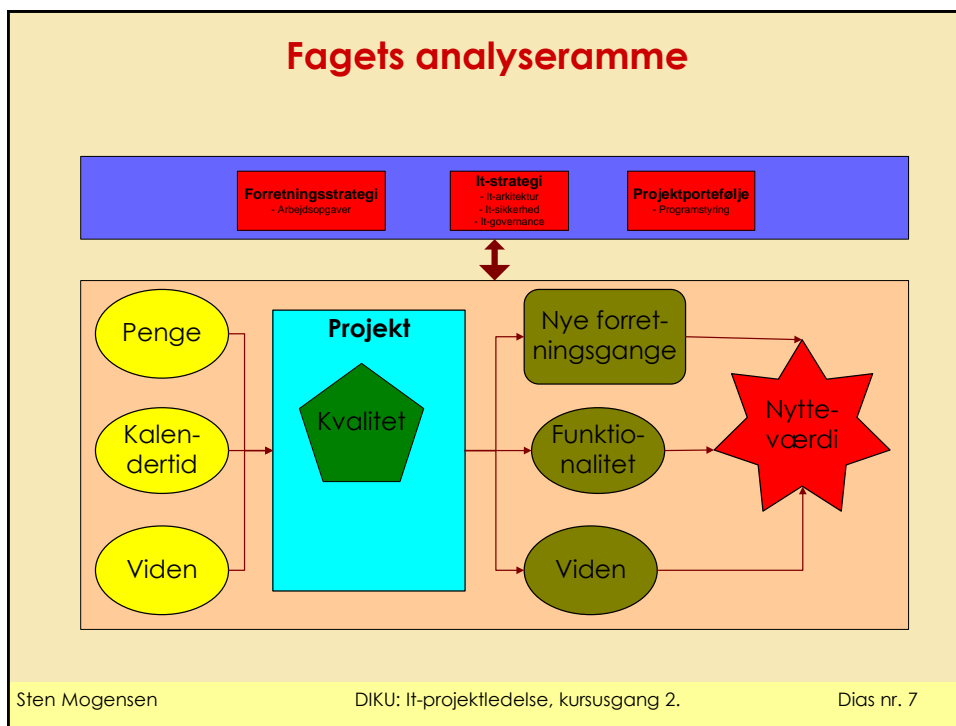 Fagets analyseramme
Forretningsstrategi
- Arbejdsopgaver
It-strategi
- It-arkitektur
- It-sikkerhed
- It-governance
Projektportefølje
- Programstyring
Penge
Kalen-
dertid
Viden
Projekt
Kvalitet
Nye forret-
ningsgange
Funktio-
nalitet
Viden
Nytte-
værdi
Sten Mogensen DIKU: It-projektledelse, kursusgang 2. Dias nr. 7